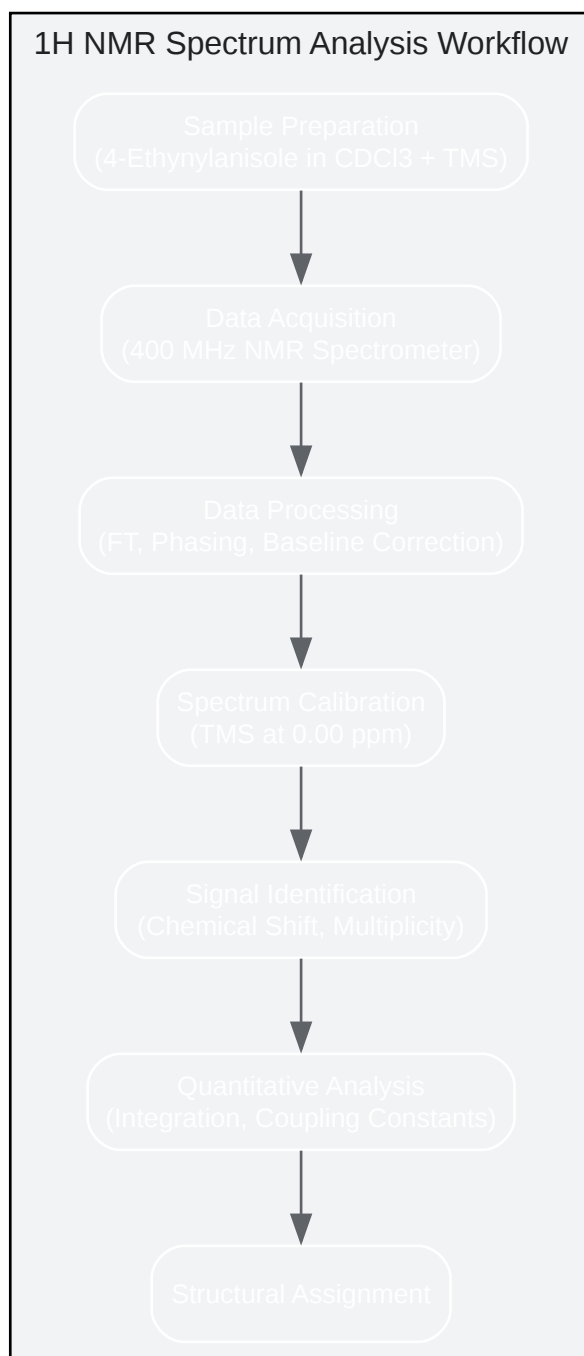 1H NMR Spectrum Analysis Workflow
Sample Preparation
(4-Ethynylanisole in CDCl3 + TMS)
Data Acquisition
(400 MHz NMR Spectrometer)
Data Processing
(FT, Phasing, Baseline Correction)
Spectrum Calibration
(TMS at 0.00 ppm)
Signal Identification
(Chemical Shift, Multiplicity)
Quantitative Analysis
(Integration, Coupling Constants)
Structural Assignment